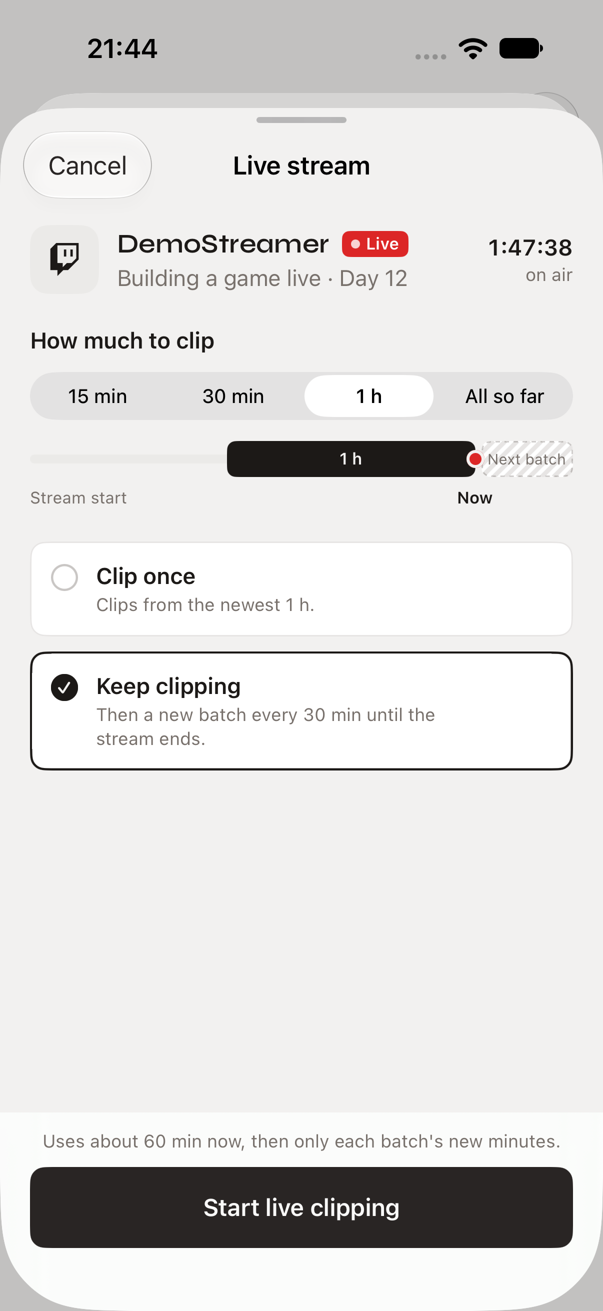 21:44
Cancel
Live stream
DemoStreamer
Live
1:47:38
Building a game live · Day 12
on air
How much to clip
15 min
30 min
1 h
All so far
1 h
Next batch
Stream start
Now
Clip once
Clips from the newest 1 h.
Keep clipping
Then a new batch every 30 min until the
stream ends.
Uses about 60 min now, then only each batch's new minutes.
Start live clipping